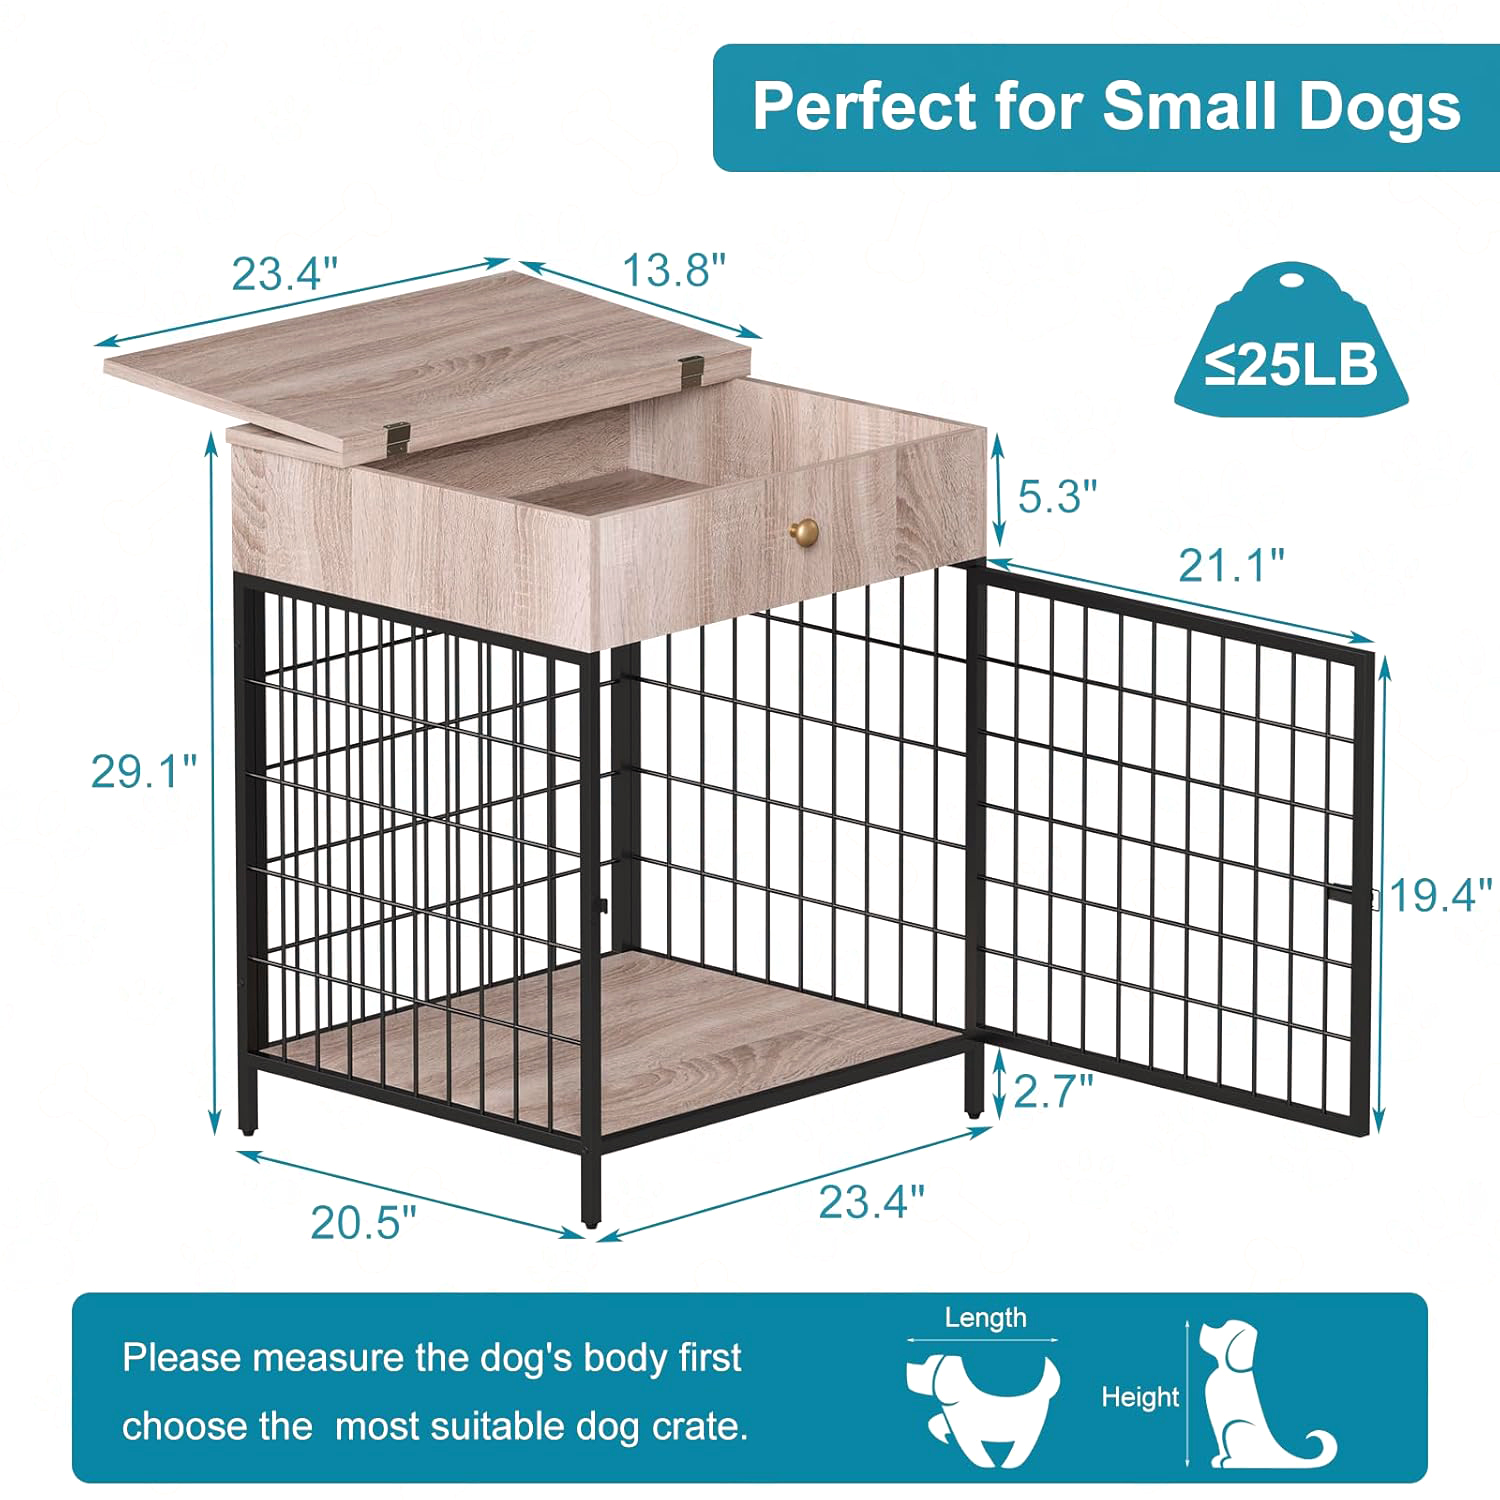 Perfect for Small Dogs
23.4"
13.8"
≤25LB
5.3"
21.1"
29.1"
19.4"
2.7"
23.4"
20.5"
Length
Please measure the dog's body first
Height
choose the  most suitable dog crate.